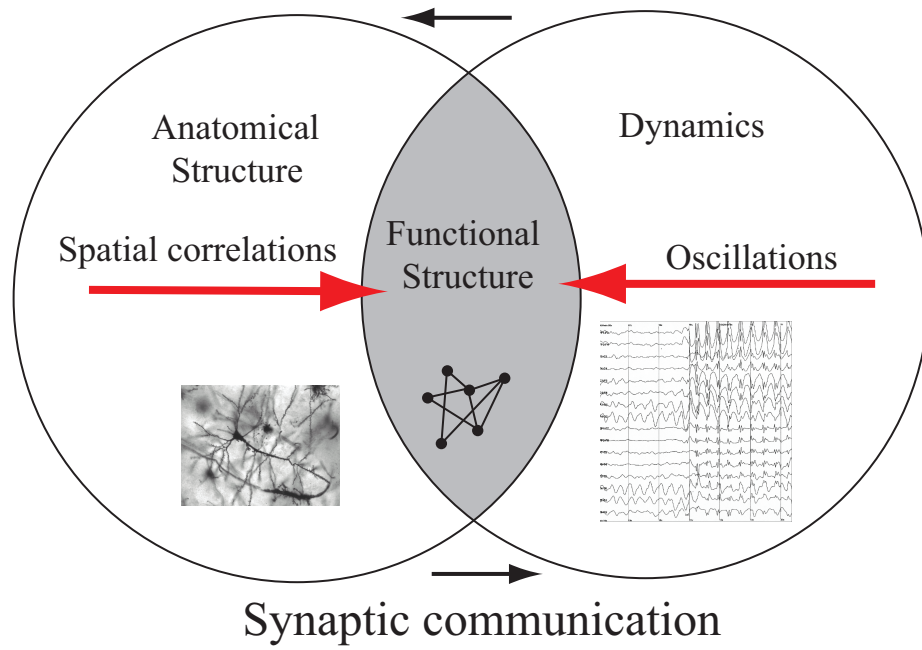 Anatomical
Structure
Dynamics
Spatial correlations
Functional
Structure
Oscillations
Synaptic communication